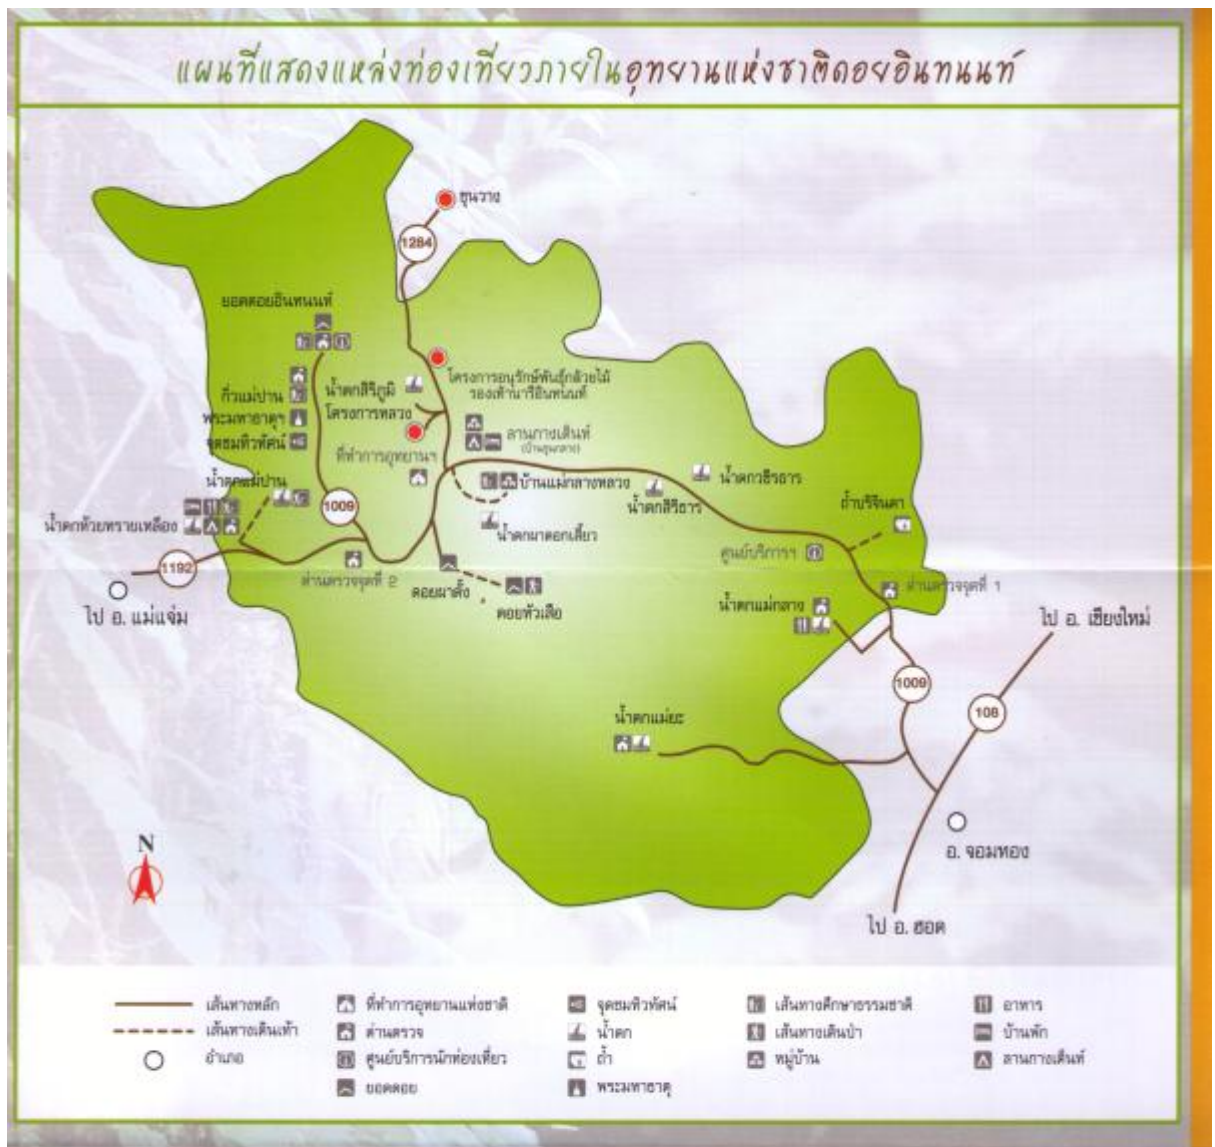 แผนที่แสดงแหล่งท่องเที่ยวภายในอุทยานแห่งชาติดอยอินทนนท์
ขุนวาง
1284
ยอดดอยอินทนนท์
โครงการอนุรักษ์พันธุ์กล้วยไม้
รองเท้านารีอินทนนท์
น้ำตกสิริภูมิ
โครงการหลวง
กิ่วแม่ปาน
พระมหาธาตุฯ
จุดชมทิวทัศน์
ลานกางเต็นท์
(บ้านขุนกลาง)
ที่ทำการอุทยานฯ
น้ำตกแม่ปาน
บ้านแม่กลางหลวง
น้ำตกวชิรธาร
น้ำตกสิริธาร
ถ้ำบริจินดา
1009
น้ำตกห้วยทรายเหลือง
น้ำตกผาดอกเสี้ยว
ศูนย์บริการฯ
1192
ด่านตรวจจุดที่ 2
ดอยผาตั้ง
ด่านตรวจจุดที่ 1
ไป อ. แม่แจ่ม
ดอยหัวเสือ
น้ำตกแม่กลาง
ไป อ. เชียงใหม่
1009
108
น้ำตกแม่ยะ
N
อ. จอมทอง
ไป อ. ฮอด
เส้นทางหลัก
ที่ทำการอุทยานแห่งชาติ
จุดชมทิวทัศน์
เส้นทางศึกษาธรรมชาติ
อาหาร
เส้นทางเดินเท้า
ด่านตรวจ
น้ำตก
เส้นทางเดินป่า
บ้านพัก
อำเภอ
ศูนย์บริการนักท่องเที่ยว
ถ้ำ
หมู่บ้าน
ลานกางเต็นท์
ยอดดอย
พระมหาธาตุ